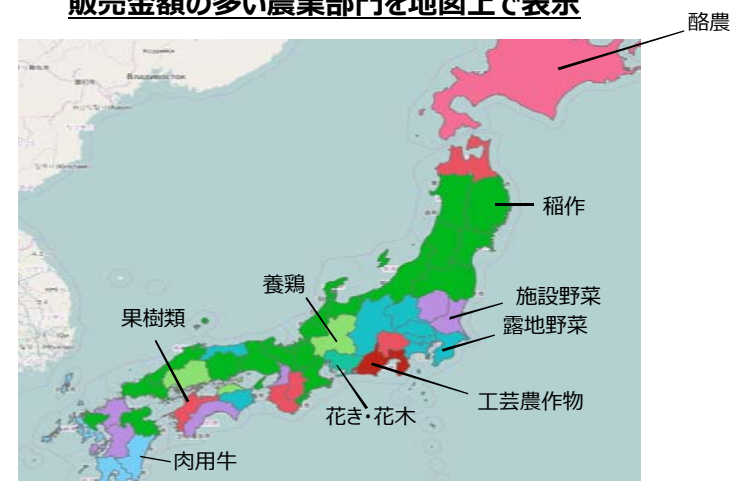 販売金額の多い農業部門を地図上で表示
酪農
稲作
養鶏
施設野菜
果樹類
露地野菜
工芸農作物
花き・花木
肉用牛